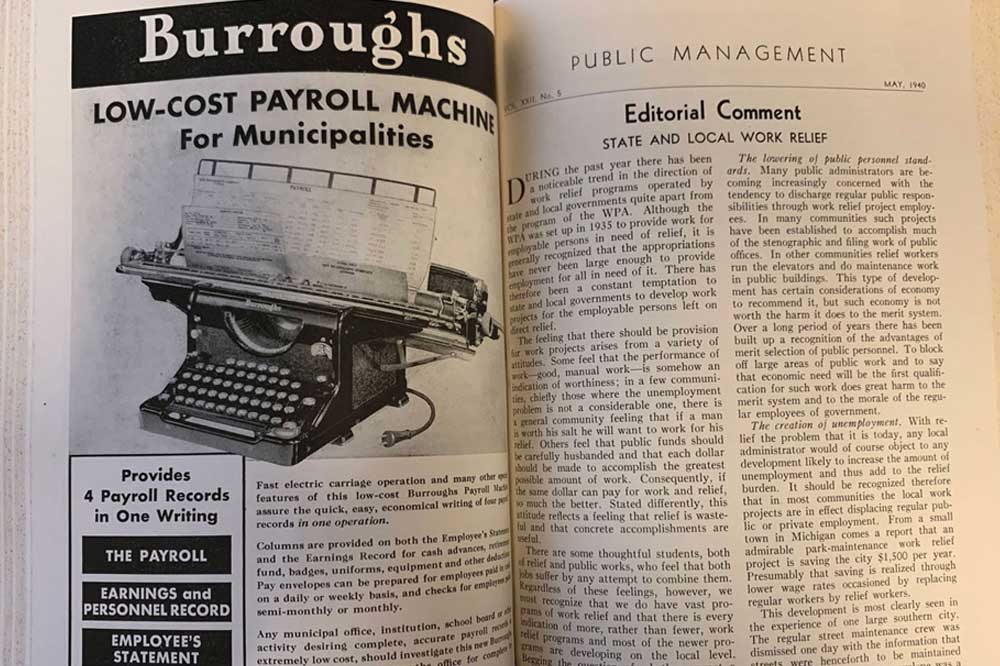 Burroughs
LOW-COST PAYROLL MACHINE
For Municipalities
PAYROLL
Provides
4 Payroll Records
in One Writing
THE PAYROLL
EARNINGS and
PERSONNEL RECORD
EMPLOYEE'S
STATEMENT
Fast electric carriage operation and many other
features of this low-cost Burroughs Payroll
assure the quick, easy, economical writing of four
records in one operation.
Columns are provided on both the Employee's
and the Earnings Record for cash advances,
fund, badges, uniforms, equipment and other
Pay envelopes can be prepared for employees paid
on a daily or weekly basis, and checks for employees
semi-monthly or monthly.
Any municipal office, institution, school board or
activity desiring complete, accurate payroll
extremely low cost, should investigate this new
office for complete
PUBLIC MANAGEMENT
VOL. XXII, No. 5
MAY, 1940
Editorial Comment
STATE AND LOCAL WORK RELIEF
DURING the past year there has been
a noticeable trend in the direction of
work relief programs operated by
state and local governments quite apart from
the program of the WPA. Although the
WPA was set up in 1935 to provide work for
employable persons in need of relief, it is
generally recognized that the appropriations
have never been large enough to provide
employment for all in need of it. There has
therefore been a constant temptation to
state and local governments to develop work
projects for the employable persons left on
direct relief.
The feeling that there should be provision
for work projects arises from a variety of
attitudes. Some feel that the performance of
work—good, manual work—is somehow an
indication of worthiness; in a few communi-
ties, chiefly those where the unemployment
problem is not a considerable one, there is
a general community feeling that if a man
is worth his salt he will want to work for his
relief. Others feel that public funds should
be carefully husbanded and that each dollar
should be made to accomplish the greatest
possible amount of work. Consequently, if
the same dollar can pay for work and relief,
so much the better. Stated differently, this
attitude reflects a feeling that relief is waste-
ful and that concrete accomplishments are
useful.
There are some thoughtful students, both
of relief and public works, who feel that both
jobs suffer by any attempt to combine them.
Regardless of these feelings, however, we
must recognize that we do have vast pro-
grams of work relief and that there is every
indication of more, rather than fewer, work
relief programs and most of the newer pro-
grams are developing on the local level.
Begging the question
The lowering of public personnel stand-
ards. Many public administrators are be-
coming increasingly concerned with the
tendency to discharge regular public respon-
sibilities through work relief project employ-
ees. In many communities such projects
have been established to accomplish much
of the stenographic and filing work of public
offices. In other communities relief workers
run the elevators and do maintenance work
in public buildings. This type of develop-
ment has certain considerations of economy
to recommend it, but such economy is not
worth the harm it does to the merit system.
Over a long period of years there has been
built up a recognition of the advantages of
merit selection of public personnel. To block
off large areas of public work and to say
that economic need will be the first qualifi-
cation for such work does great harm to the
merit system and to the morale of the regu-
lar employees of government.
The creation of unemployment. With re-
lief the problem that it is today, any local
administrator would of course object to any
development likely to increase the amount of
unemployment and thus add to the relief
burden. It should be recognized therefore
that in most communities the local work
projects are in effect displacing regular pub-
lic or private employment. From a small
town in Michigan comes a report that an
admirable park-maintenance work relief
project is saving the city $1,500 per year.
Presumably that saving is realized through
lower wage rates occasioned by replacing
regular workers by relief workers.
This development is most clearly seen in
the experience of one large southern city.
The regular street maintenance crew was
dismissed one day with the information that
streets were henceforth to be maintained